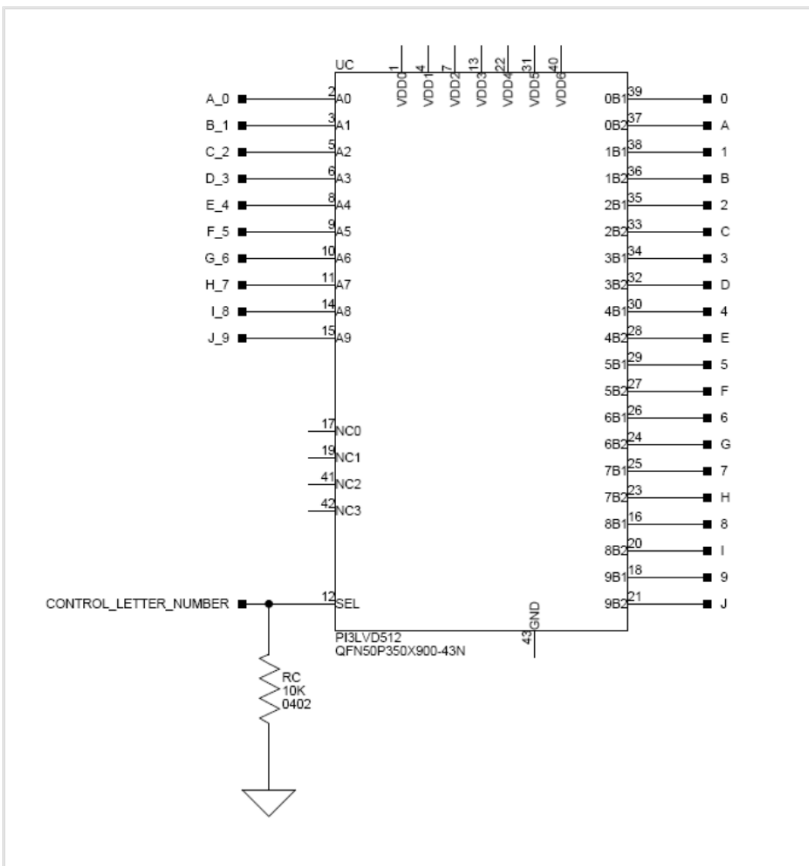 UC
1 VDD0
4 VDD1
7 VDD2
13 VDD3
22 VDD4
31 VDD5
40 VDD6
A_0 2 A0
B_1 3 A1
C_2 5 A2
D_3 6 A3
E_4 8 A4
F_5 9 A5
G_6 10 A6
H_7 11 A7
I_8 14 A8
J_9 15 A9
17 NC0
19 NC1
41 NC2
42 NC3
CONTROL_LETTER_NUMBER 12 SEL
0B1 39 0
0B2 37 A
1B1 38 1
1B2 36 B
2B1 35 2
2B2 33 C
3B1 34 3
3B2 32 D
4B1 30 4
4B2 28 E
5B1 29 5
5B2 27 F
6B1 26 6
6B2 24 G
7B1 25 7
7B2 23 H
8B1 16 8
8B2 20 I
9B1 18 9
9B2 21 J
43 GND
PI3LVD512
QFN50P350X900-43N
RC
10K
0402